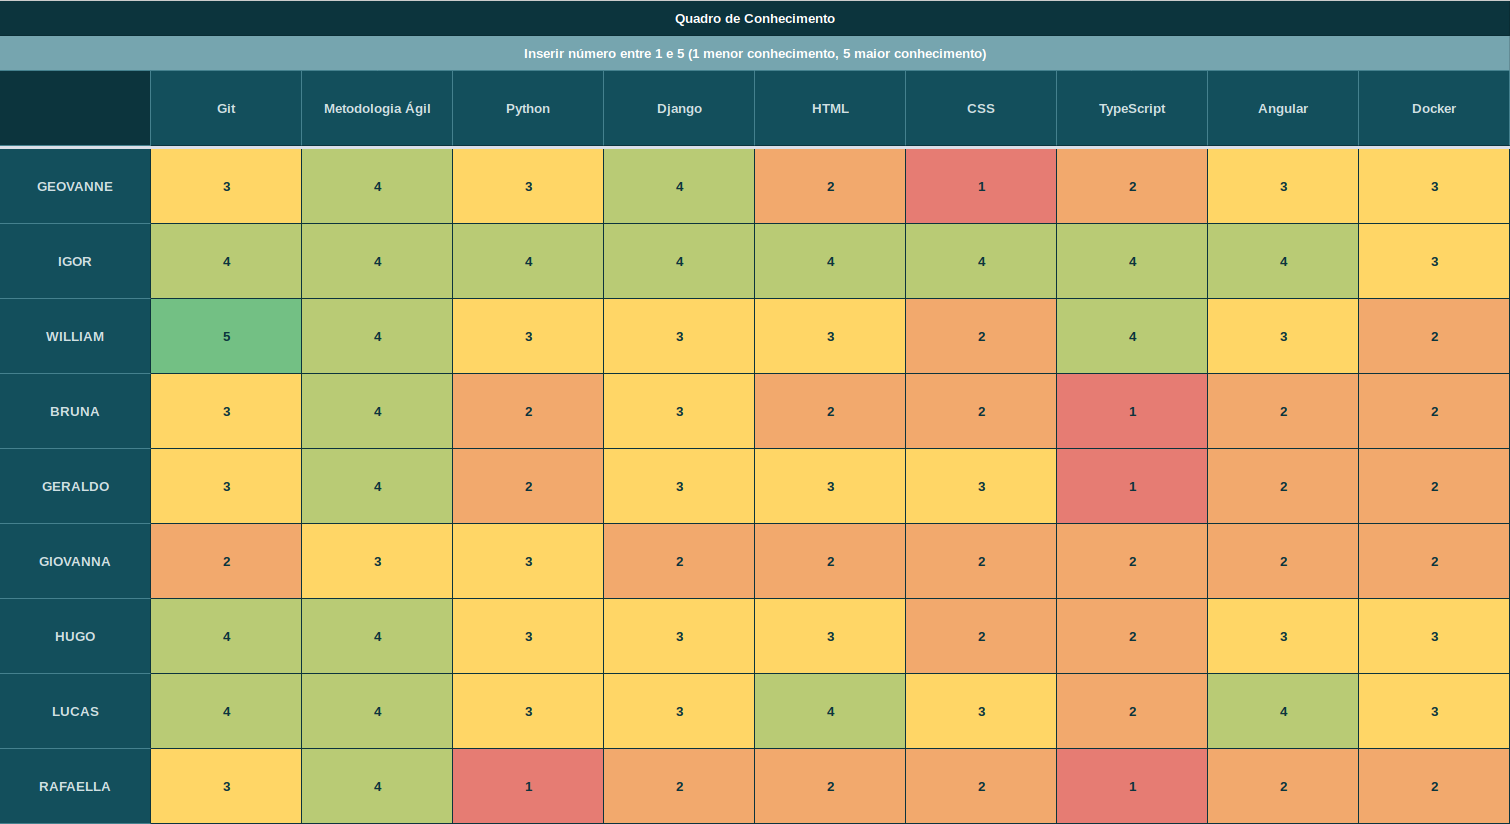 Quadro de Conhecimento
Inserir número entre 1 e 5 (1 menor conhecimento, 5 maior conhecimento)
Git Metodologia Ágil Python Django HTML CSS TypeScript Angular Docker
GEOVANNE 3 4 3 4 2 1 2 3 3
IGOR 4 4 4 4 4 4 4 4 3
WILLIAM 5 4 3 3 3 2 4 3 2
BRUNA 3 4 2 3 2 2 1 2 2
GERALDO 3 4 2 3 3 3 1 2 2
GIOVANNA 2 3 3 2 2 2 2 2 2
HUGO 4 4 3 3 3 2 2 3 3
LUCAS 4 4 3 3 4 3 2 4 3
RAFAELLA 3 4 1 2 2 2 1 2 2